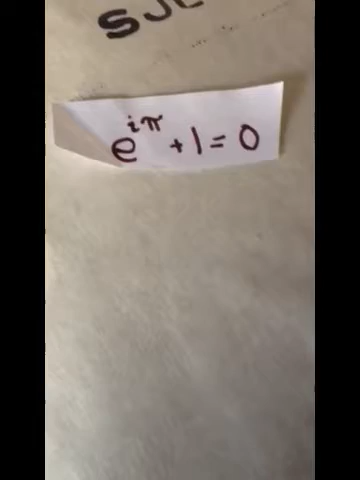 e^{iπ} + 1 = 0